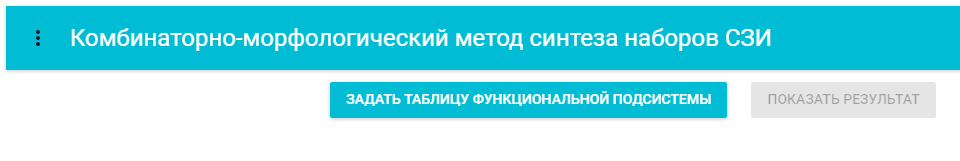 Комбинаторно-морфологический метод синтеза наборов СЗИ
ЗАДАТЬ ТАБЛИЦУ ФУНКЦИОНАЛЬНОЙ ПОДСИСТЕМЫ ПОКАЗАТЬ РЕЗУЛЬТАТ